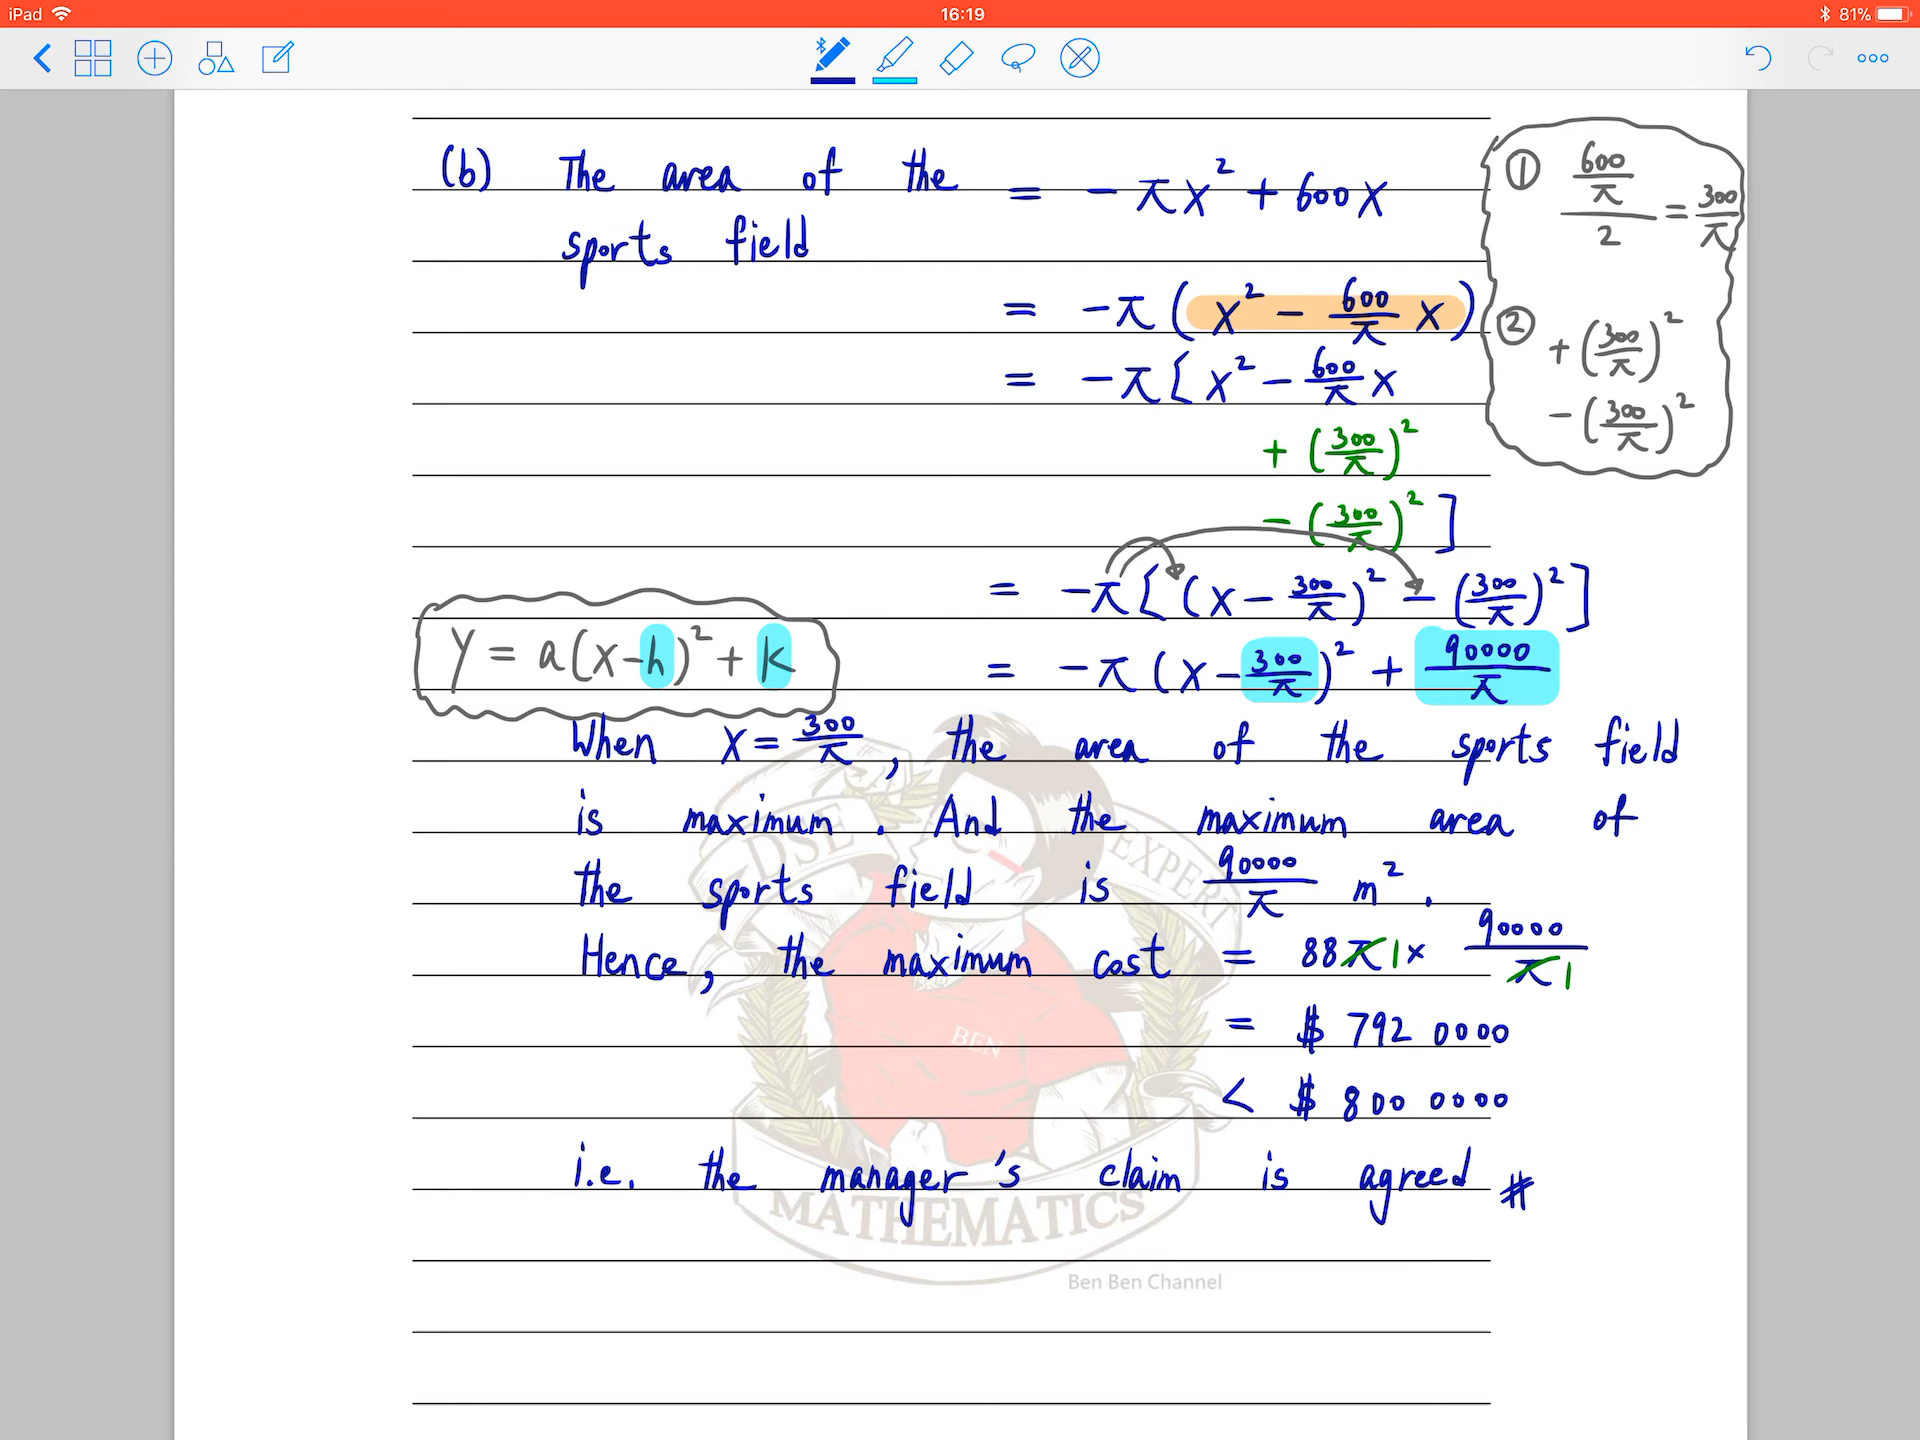 iPad 16:19 81%
(b) The area of the sports field = -πx² + 600x
= -π(x² - 600/π x)
= -π[x² - 600/π x
+ (300/π)²
- (300/π)²]
= -π[(x - 300/π)² - (300/π)²]
= -π(x - 300/π)² + 90000/π
① 600/π / 2 = 300/π
② + (300/π)²
- (300/π)²
y = a(x-h)² + k
When x = 300/π, the area of the sports field
is maximum. And the maximum area of
the sports field is 90000/π m².
Hence, the maximum cost = 88π1 × 90000/π1
= $ 792 0000
< $ 800 0000
i.e. the manager's claim is agreed #
DSE EXPERT
BEN
MATHEMATICS
Ben Ben Channel